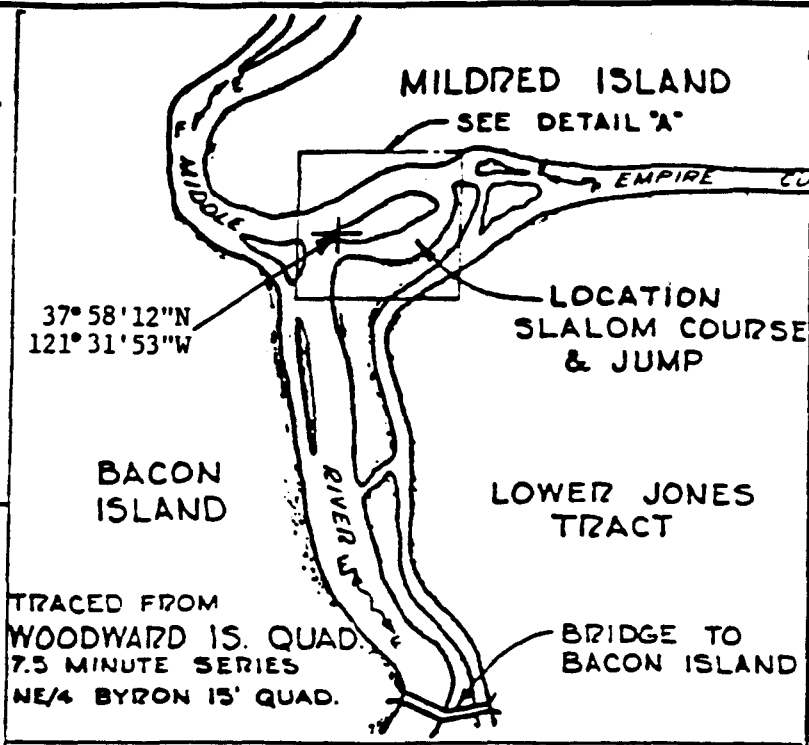 MILDRED ISLAND
SEE DETAIL "A"
E
F
MIDDLE
EMPIRE CU
37°58'12"N
121°31'53"W
LOCATION
SLALOM COURSE
& JUMP
BACON
ISLAND
RIVER
LOWER JONES
TRACT
E
F
TRACED FROM
WOODWARD IS. QUAD.
7.5 MINUTE SERIES
NE/4 BYRON 15' QUAD.
BRIDGE TO
BACON ISLAND